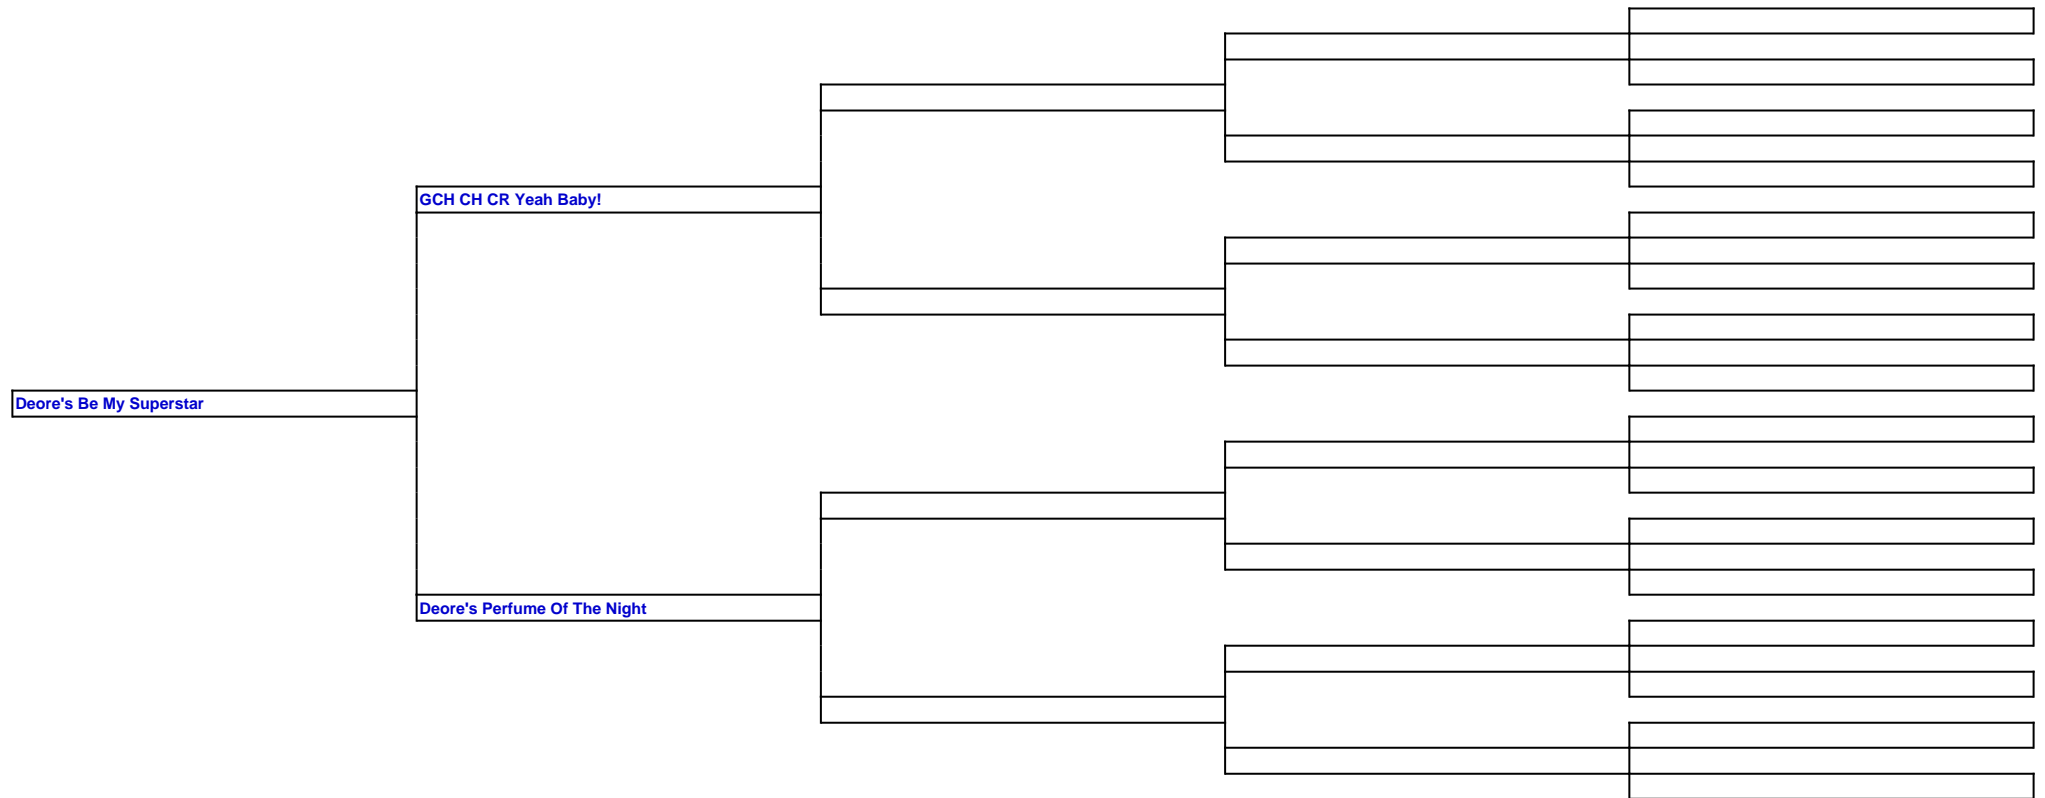 GCH CH CR Yeah Baby!
Deore's Be My Superstar
Deore's Perfume Of The Night